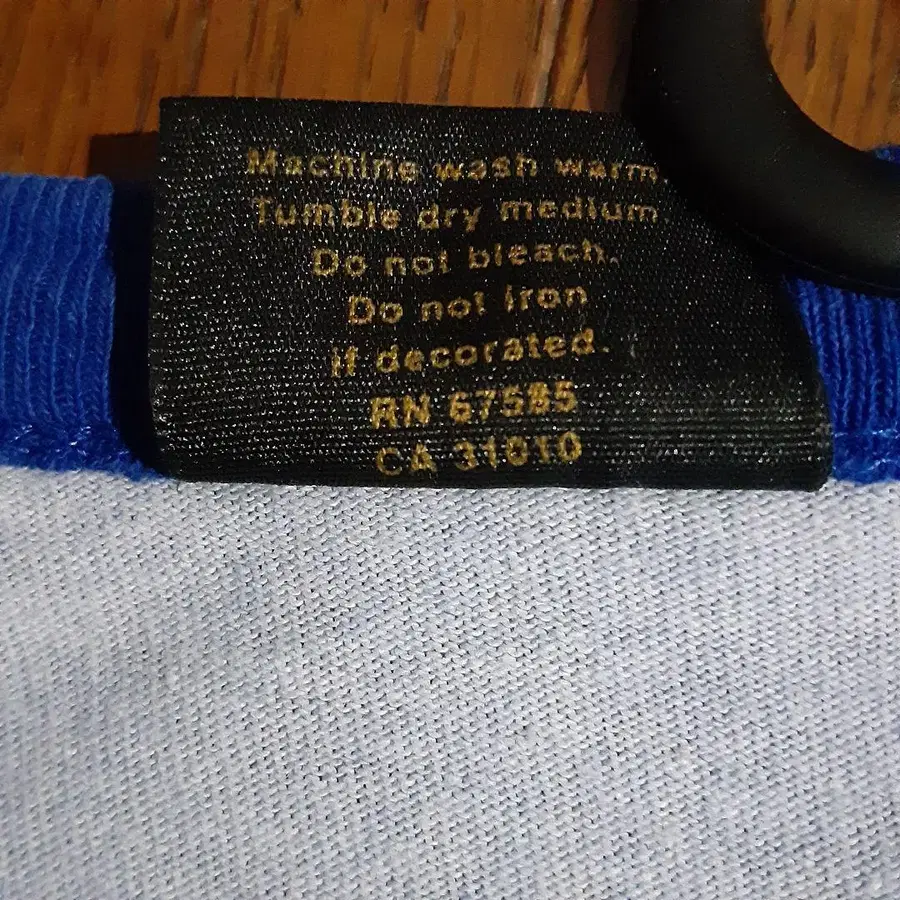 Machine wash warm.
Tumble dry medium
Do not bleach.
Do not iron
if decorated.
RN 67585
CA 31010